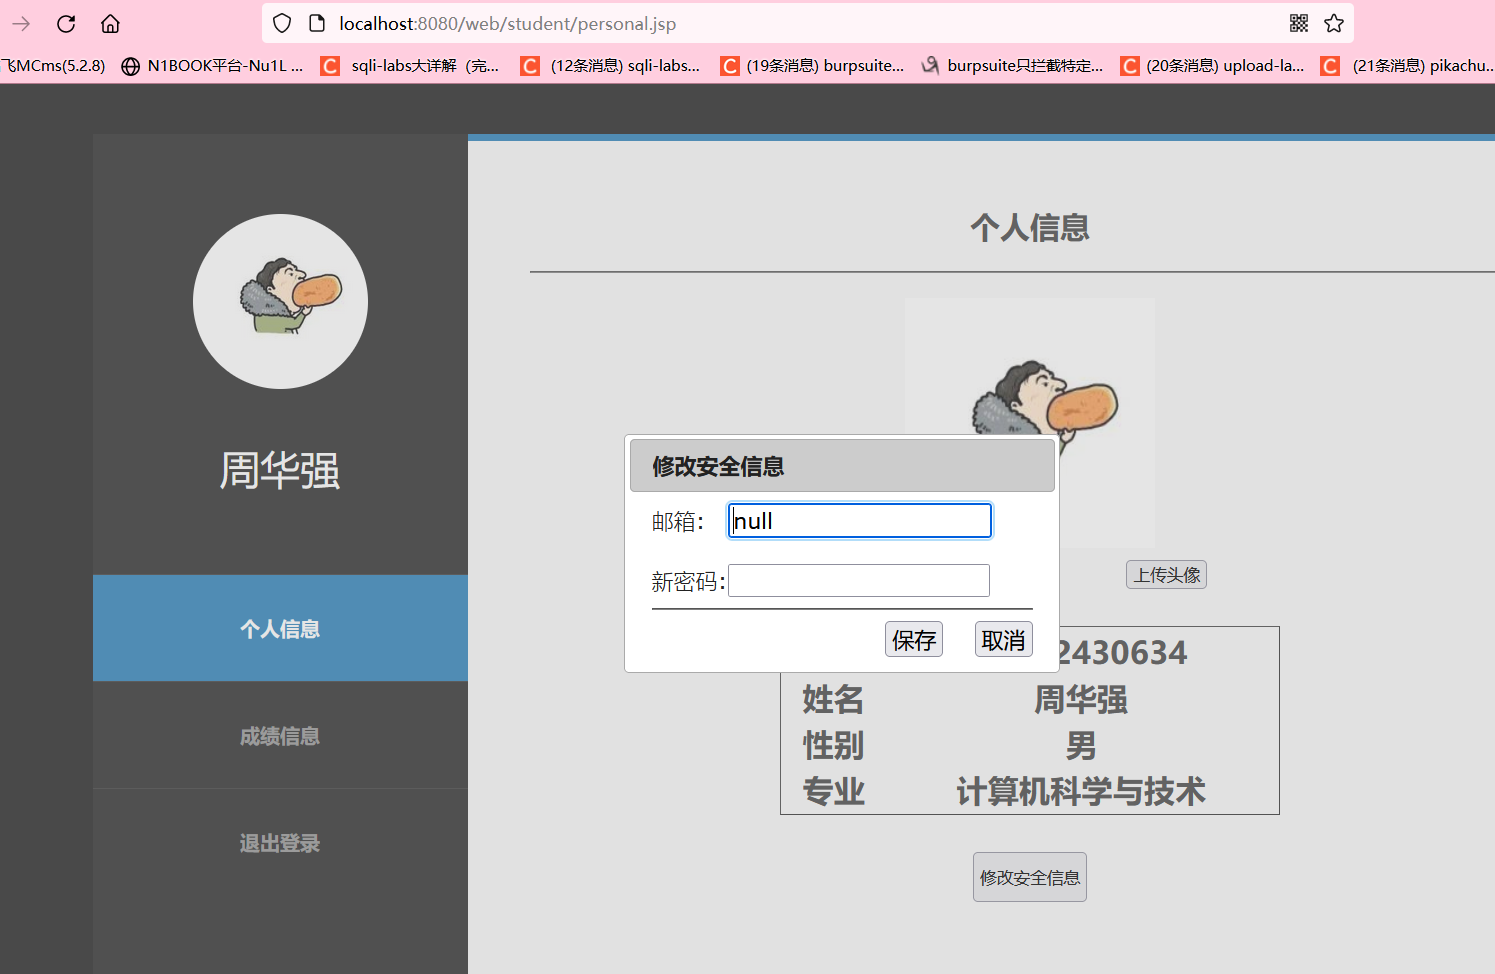 localhost:8080/web/student/personal.jsp
飞MCms(5.2.8) N1BOOK平台-Nu1L ... sqli-labs大详解（完... (12条消息) sqli-labs... (19条消息) burpsuite... burpsuite只拦截特定... (20条消息) upload-la... (21条消息) pikachu...
周华强
个人信息
成绩信息
退出登录
个人信息
上传头像
修改安全信息
邮箱： null
新密码：
保存 取消
2430634
姓名 周华强
性别 男
专业 计算机科学与技术
修改安全信息